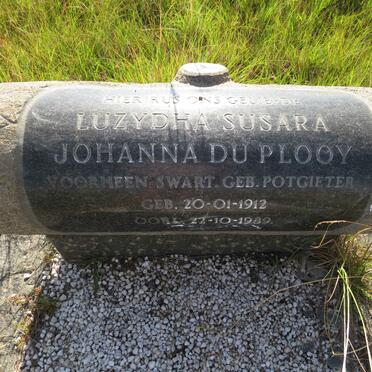 HIER RUS ONS GELIEFDE
LUZYDHA SUSARA
JOHANNA DU PLOOY
VOORHEEN SWART. GEB. POTGIETER
GEB. 20-01-1912
OORL. 22-10-1989